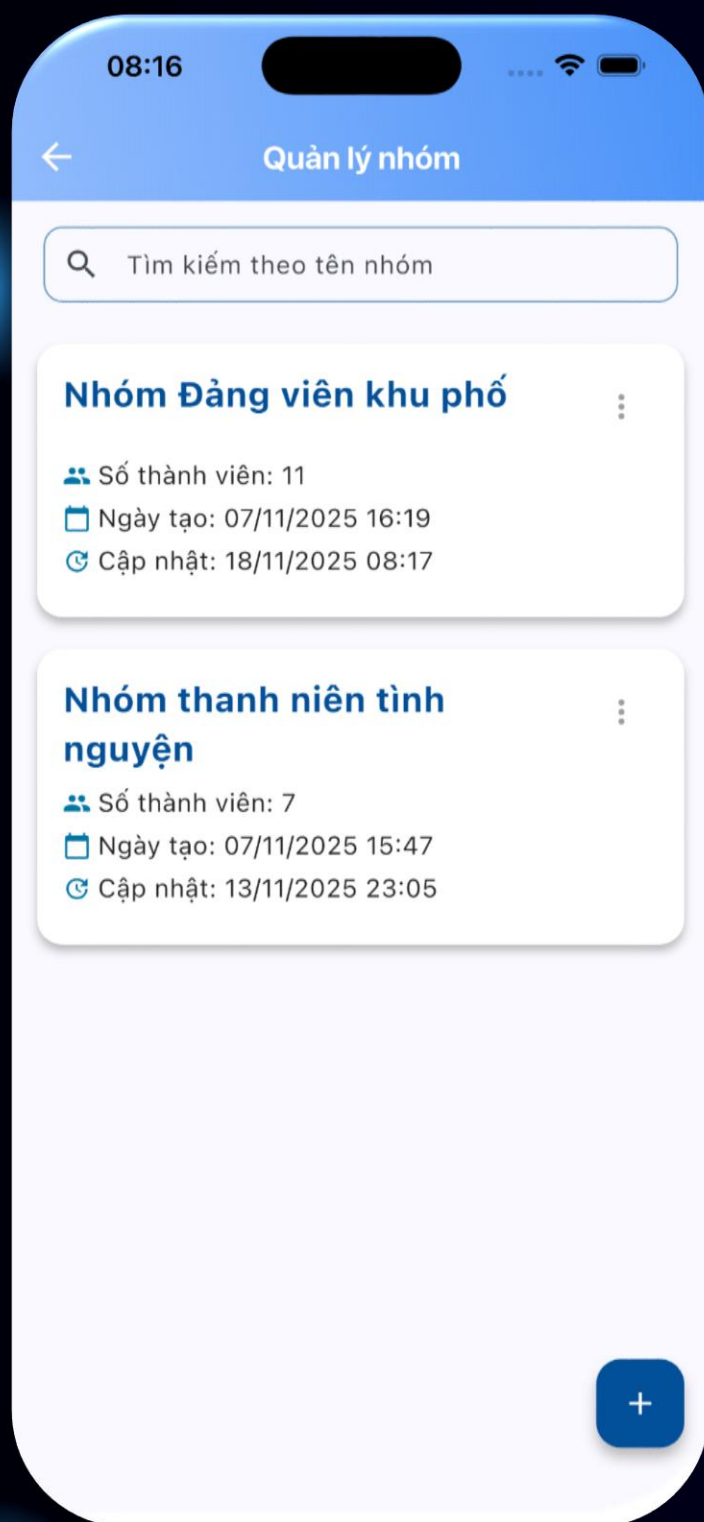 08:16
Quản lý nhóm
Tìm kiếm theo tên nhóm
Nhóm Đảng viên khu phố
Số thành viên: 11
Ngày tạo: 07/11/2025 16:19
Cập nhật: 18/11/2025 08:17
Nhóm thanh niên tình
nguyện
Số thành viên: 7
Ngày tạo: 07/11/2025 15:47
Cập nhật: 13/11/2025 23:05
+